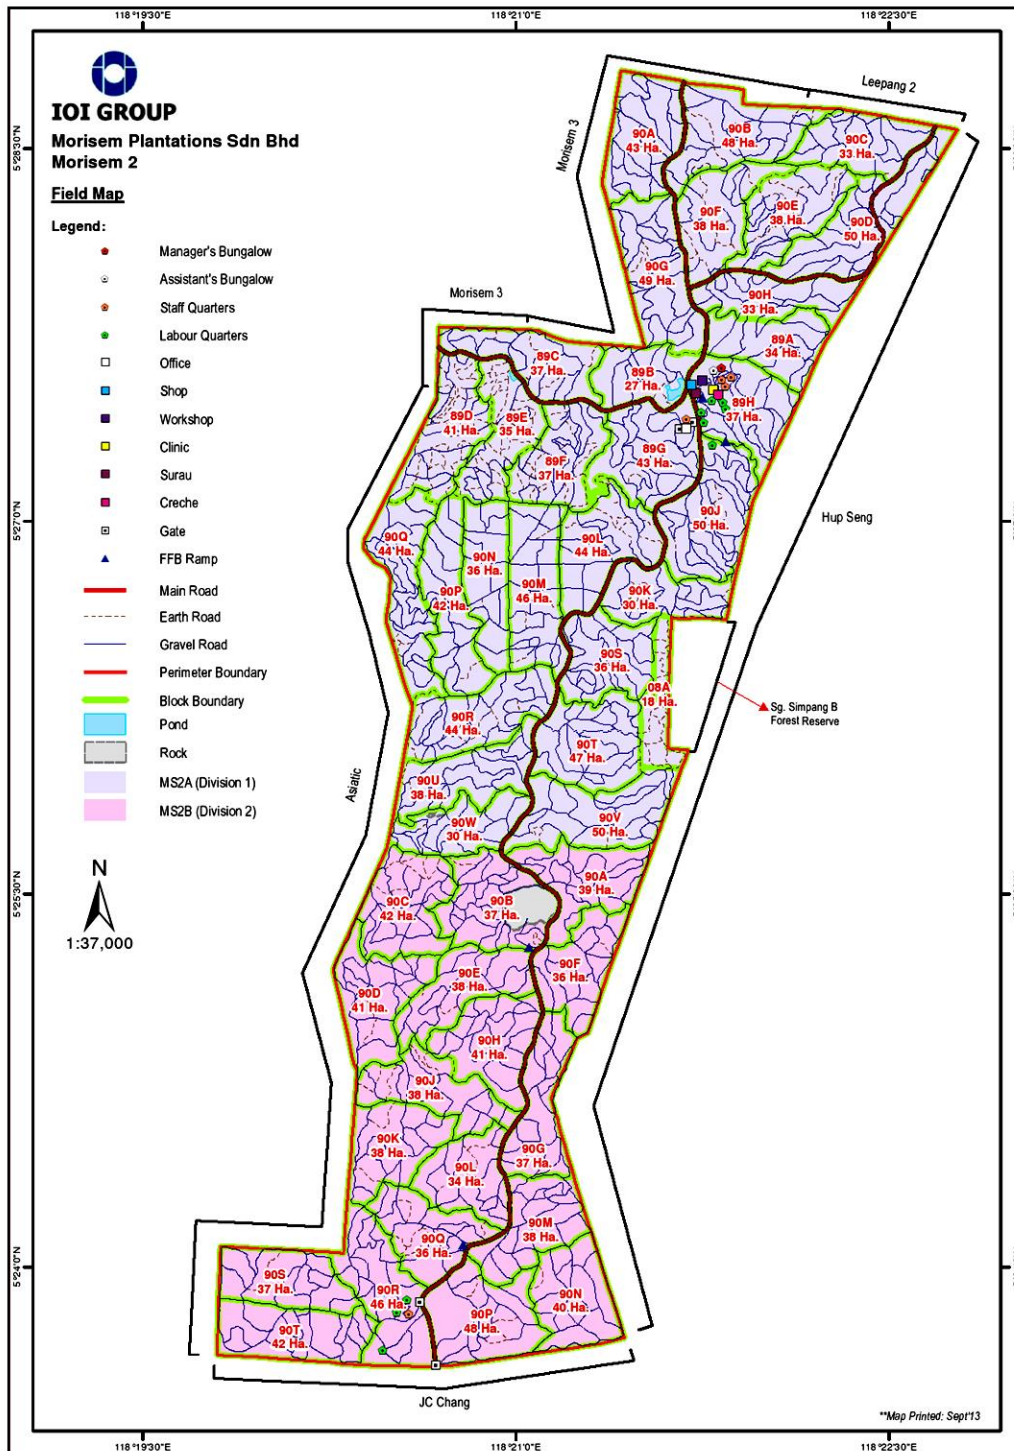 118°19'30"E
118°21'0"E
118°22'30"E
IOI GROUP
Morisem Plantations Sdn Bhd
Morisem 2
Field Map
Legend:
Manager's Bungalow
Assistant's Bungalow
Staff Quarters
Labour Quarters
Office
Shop
Workshop
Clinic
Surau
Creche
Gate
FFB Ramp
Main Road
Earth Road
Gravel Road
Perimeter Boundary
Block Boundary
Pond
Rock
MS2A (Division 1)
MS2B (Division 2)
N
1:37,000
5°28'30"N
5°27'0"N
5°25'30"N
5°24'0"N
Leepang 2
Morisem 3
Morisem 3
Hup Seng
Asiatic
Sg. Simpang B
Forest Reserve
JC Chang
90A
43 Ha.
90B
48 Ha.
90C
33 Ha.
90F
38 Ha.
90E
38 Ha.
90D
50 Ha.
90G
49 Ha.
90H
33 Ha.
89A
34 Ha.
89C
37 Ha.
89B
27 Ha.
89H
37 Ha.
89D
41 Ha.
89E
35 Ha.
89F
37 Ha.
89G
43 Ha.
90J
50 Ha.
90Q
44 Ha.
90N
36 Ha.
90L
44 Ha.
90P
42 Ha.
90M
46 Ha.
90K
30 Ha.
90S
36 Ha.
08A
18 Ha.
90R
44 Ha.
90T
47 Ha.
90U
38 Ha.
90W
30 Ha.
90V
50 Ha.
90A
39 Ha.
90C
42 Ha.
90B
37 Ha.
90E
38 Ha.
90F
36 Ha.
90D
41 Ha.
90H
41 Ha.
90J
38 Ha.
90K
38 Ha.
90L
34 Ha.
90G
37 Ha.
90M
38 Ha.
90Q
36 Ha.
90S
37 Ha.
90R
46 Ha.
90N
40 Ha.
90P
48 Ha.
90T
42 Ha.
**Map Printed: Sept'13
118°19'30"E
118°21'0"E
118°22'30"E